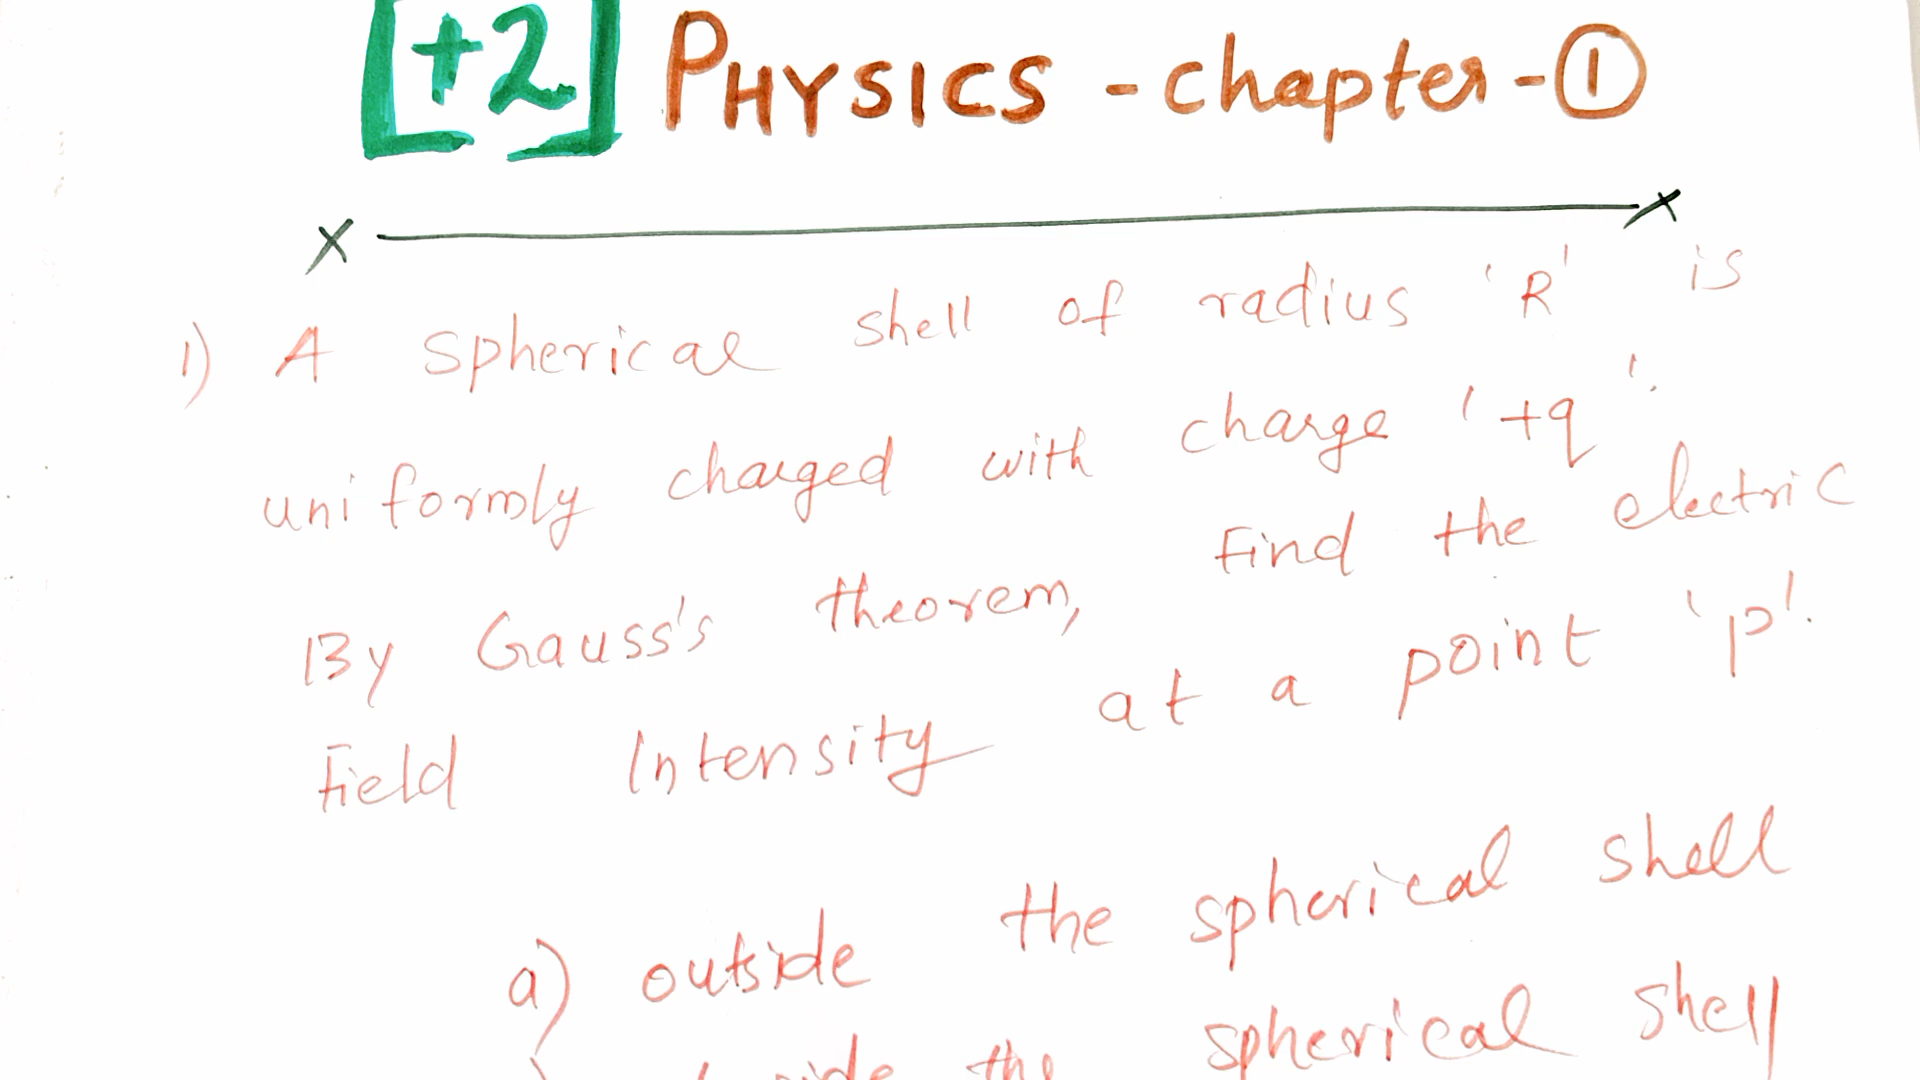 [+2] PHYSICS - chapter - ①
1) A spherical shell of radius 'R' is
uniformly charged with charge '+q'.
By Gauss's theorem, Find the electric
Field Intensity at a point 'P'.
a) outside the spherical shell
the spherical shell